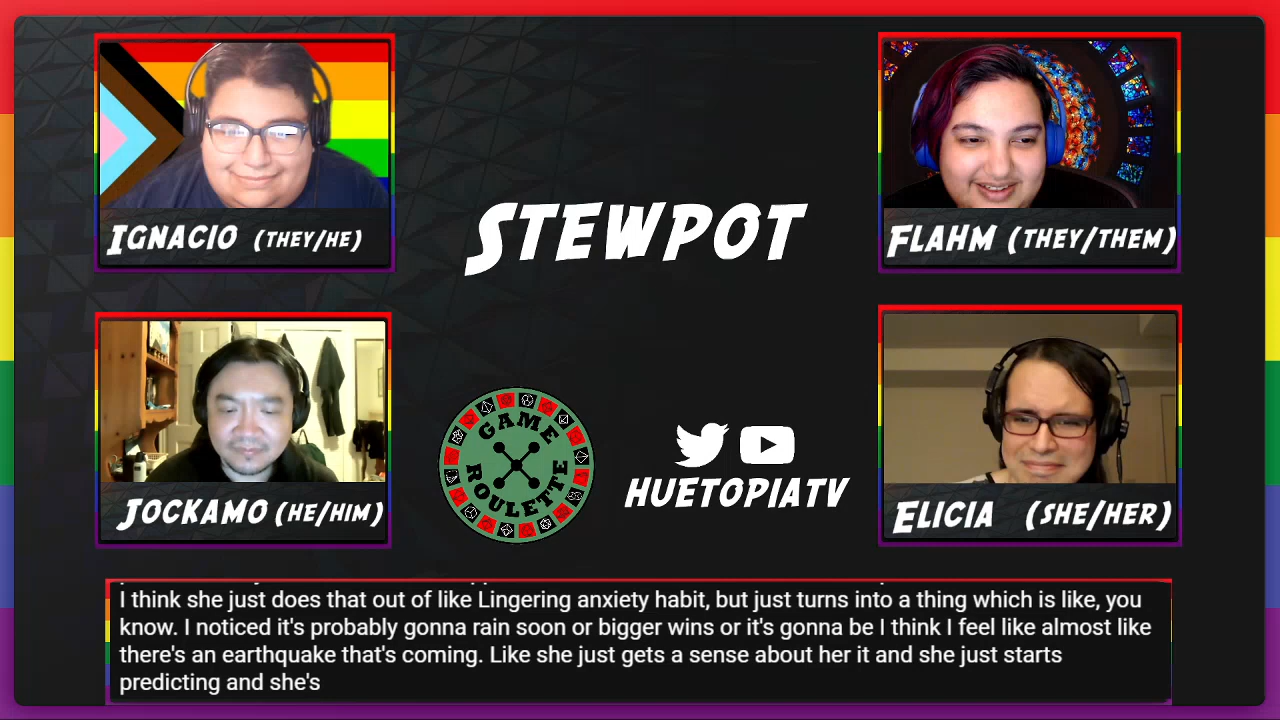 IGNACIO (THEY/HE)
FLAHM (THEY/THEM)
STEWPOT
JOCKAMO (HE/HIM)
GAME
ROULETTE
HUETOPIATV
ELICIA (SHE/HER)
I think she just does that out of like Lingering anxiety habit, but just turns into a thing which is like, you
know. I noticed it's probably gonna rain soon or bigger wins or it's gonna be I think I feel like almost like
there's an earthquake that's coming. Like she just gets a sense about her it and she just starts
predicting and she's